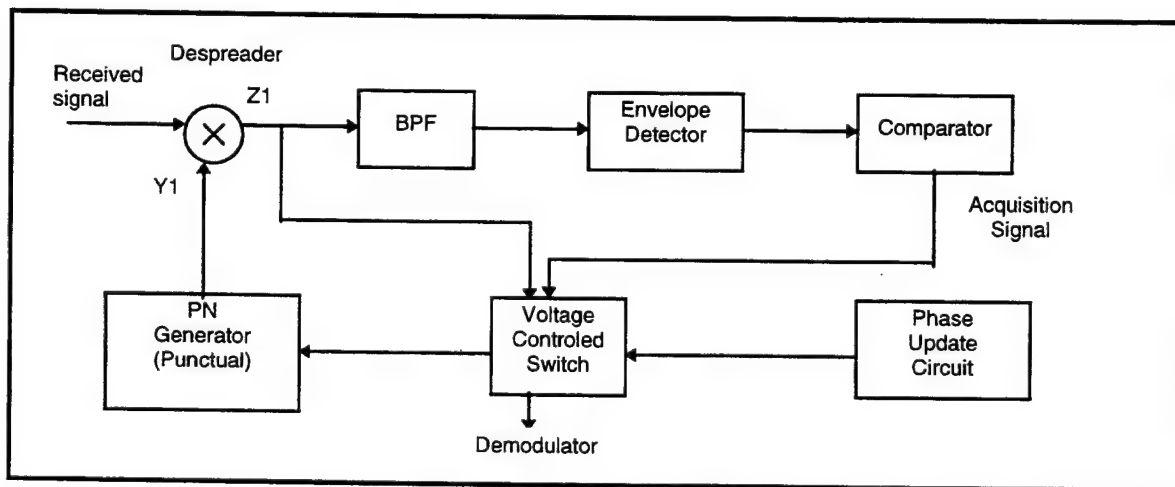 Despreader
Received
signal
Z1
BPF
Envelope
Detector
Comparator
Y1
Acquisition
Signal
PN
Generator
(Punctual)
Voltage
Controled
Switch
Phase
Update
Circuit
Demodulator